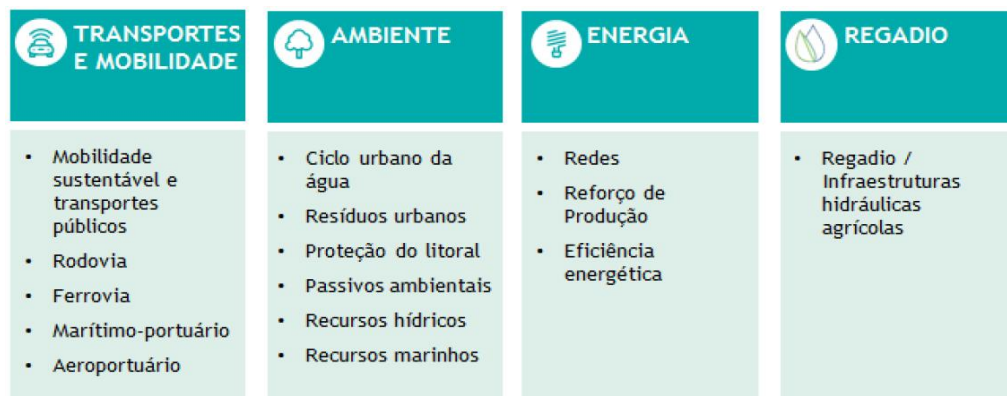 TRANSPORTES
E MOBILIDADE
• Mobilidade
sustentável e
transportes
públicos
• Rodovia
• Ferrovia
• Marítimo-portuário
• Aeroportuário
AMBIENTE
• Ciclo urbano da
água
• Resíduos urbanos
• Proteção do litoral
• Passivos ambientais
• Recursos hídricos
• Recursos marinhos
ENERGIA
• Redes
• Reforço de
Produção
• Eficiência
energética
REGADIO
• Regadio /
Infraestruturas
hidráulicas
agrícolas